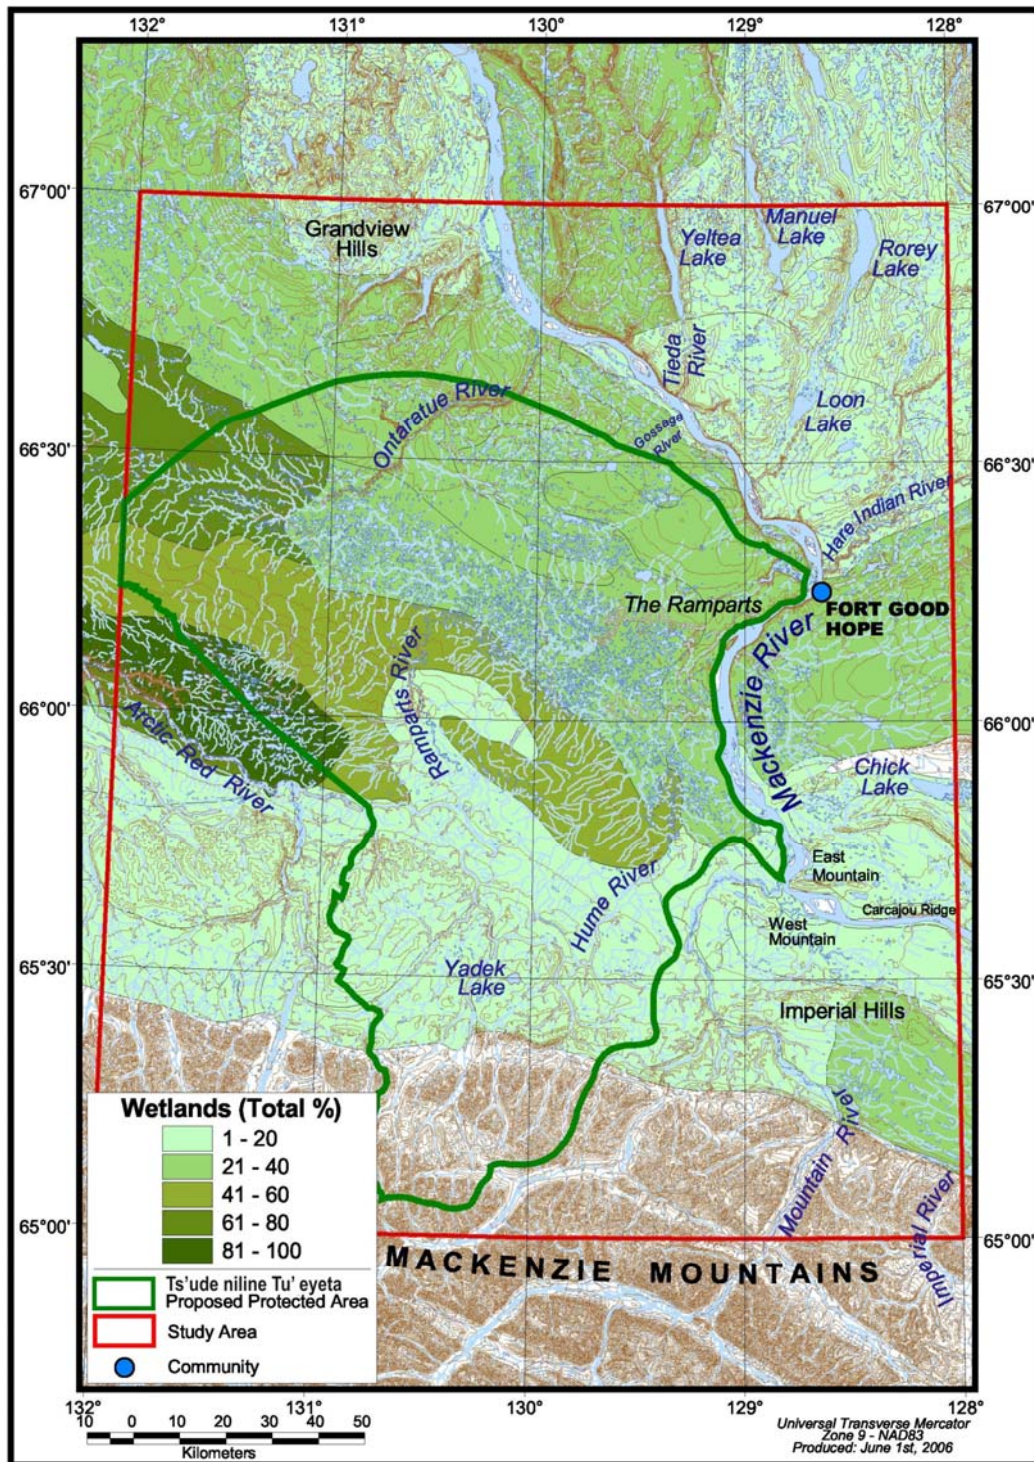 132° 131° 130° 129° 128°
67°00' 67°00'
Grandview
Hills
Yeltea
Lake
Manuel
Lake
Rorey
Lake
Tieda
River
Loon
Lake
Ontaratue River
Gossage
River
66°30' 66°30'
Hare Indian River
The Ramparts
FORT GOOD
HOPE
Mackenzie River
Ramparts River
66°00' 66°00'
Arctic Red River
Chick
Lake
East
Mountain
Carcajou Ridge
West
Mountain
Hume River
Yadek
Lake
65°30' 65°30'
Imperial Hills
Mountain River
Imperial River
65°00' 65°00'
MACKENZIE MOUNTAINS
Wetlands (Total %)
1 - 20
21 - 40
41 - 60
61 - 80
81 - 100
Ts'ude niline Tu' eyeta
Proposed Protected Area
Study Area
Community
132° 131° 130° 129° 128°
10 0 10 20 30 40 50
Kilometers
Universal Transverse Mercator
Zone 9 - NAD83
Produced: June 1st, 2006